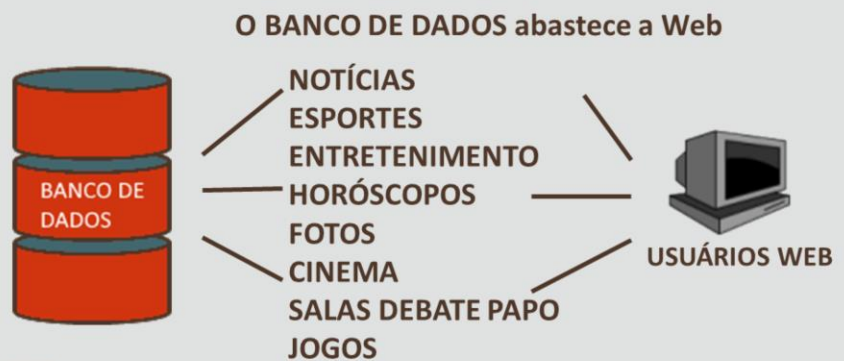 O BANCO DE DADOS abastece a Web
NOTÍCIAS
ESPORTES
ENTRETENIMENTO
HORÓSCOPOS
FOTOS
CINEMA
SALAS DEBATE PAPO
JOGOS
BANCO DE
DADOS
USUÁRIOS WEB